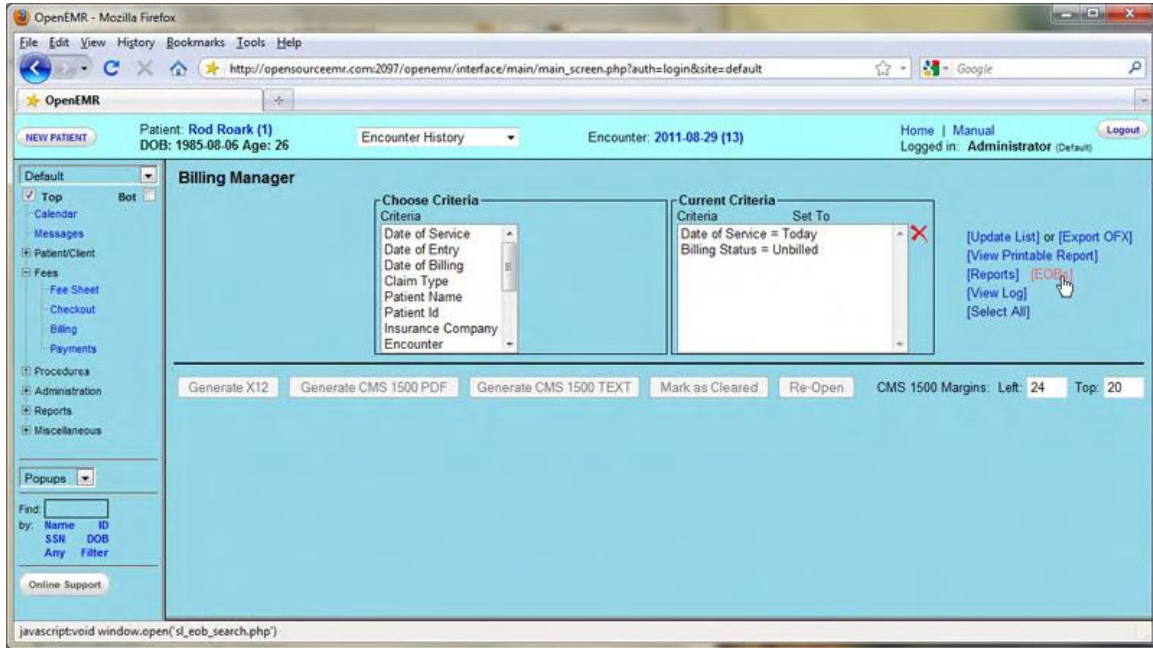 OpenEMR - Mozilla Firefox
File Edit View History Bookmarks Tools Help
http://opensourceemr.com:2097/openemr/interface/main/main_screen.php?auth=login&site=default
Google
OpenEMR
NEW PATIENT
Patient: Rod Roark (1)
DOB: 1985-08-06 Age: 26
Encounter History
Encounter: 2011-08-29 (13)
Home | Manual
Logged in: Administrator (Default)
Logout
Default
Top Bot
Calendar
Messages
Patient/Client
Fees
Fee Sheet
Checkout
Billing
Payments
Procedures
Administration
Reports
Miscellaneous
Popups
Find:
by: Name ID
SSN DOB
Any Filter
Online Support
Billing Manager
Choose Criteria
Criteria
Date of Service
Date of Entry
Date of Billing
Claim Type
Patient Name
Patient Id
Insurance Company
Encounter
Current Criteria
Criteria Set To
Date of Service = Today
Billing Status = Unbilled
[Update List] or [Export OFX]
[View Printable Report]
[Reports] [EOBs]
[View Log]
[Select All]
Generate X12 Generate CMS 1500 PDF Generate CMS 1500 TEXT Mark as Cleared Re-Open CMS 1500 Margins: Left: 24 Top: 20
javascript:void window.open('sl_eob_search.php')